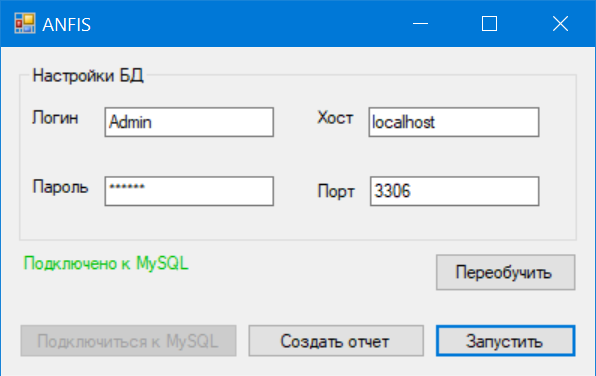 ANFIS
Настройки БД
Логин Admin Хост localhost
Пароль ****** Порт 3306
Подключено к MySQL
Переобучить
Подключиться к MySQL Создать отчет Запустить